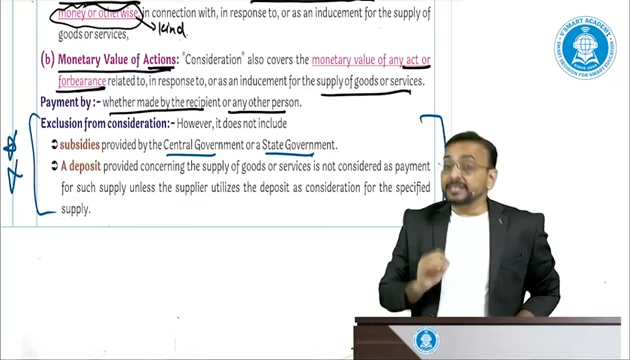 money or otherwise in connection with, in response to, or as an inducement for the supply of
goods or services,
kind
(b) Monetary Value of Actions: "Consideration" also covers the monetary value of any act or
forbearance related to, in response to, or as an inducement for the supply of goods or services.
Payment by:- whether made by the recipient or any other person.
Exclusion from consideration:- However, it does not include
➲ subsidies provided by the Central Government or a State Government.
➲ A deposit provided concerning the supply of goods or services is not considered as payment
for such supply unless the supplier utilizes the deposit as consideration for the specified
supply.
V'SMART ACADEMY